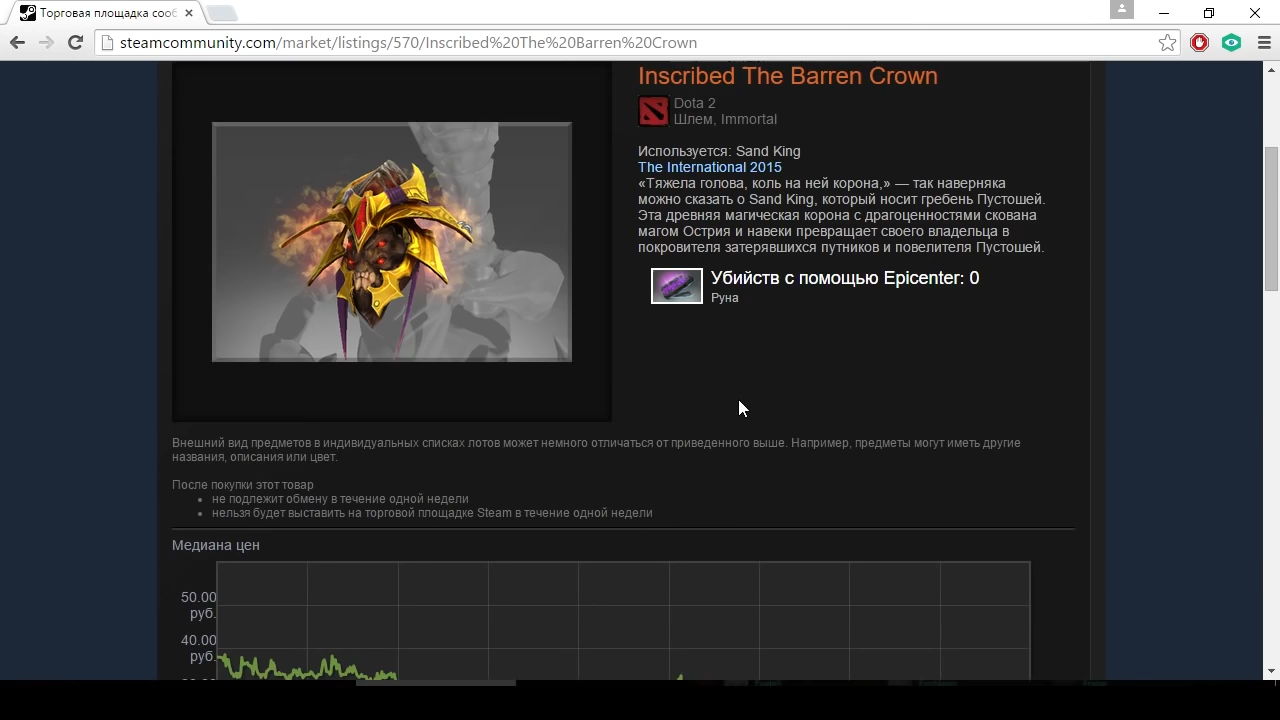 Торговая площадка сооб
steamcommunity.com/market/listings/570/Inscribed%20The%20Barren%20Crown
Inscribed The Barren Crown
Dota 2
Шлем, Immortal
Используется: Sand King
The International 2015
«Тяжела голова, коль на ней корона,» — так наверняка
можно сказать о Sand King, который носит гребень Пустошей.
Эта древняя магическая корона с драгоценностями скована
магом Острия и навеки превращает своего владельца в
покровителя затерявшихся путников и повелителя Пустошей.
Убийств с помощью Epicenter: 0
Руна
Внешний вид предметов в индивидуальных списках лотов может немного отличаться от приведенного выше. Например, предметы могут иметь другие
названия, описания или цвет.
После покупки этот товар
• не подлежит обмену в течение одной недели
• нельзя будет выставить на торговой площадке Steam в течение одной недели
Медиана цен
50.00
руб.
40.00
руб.